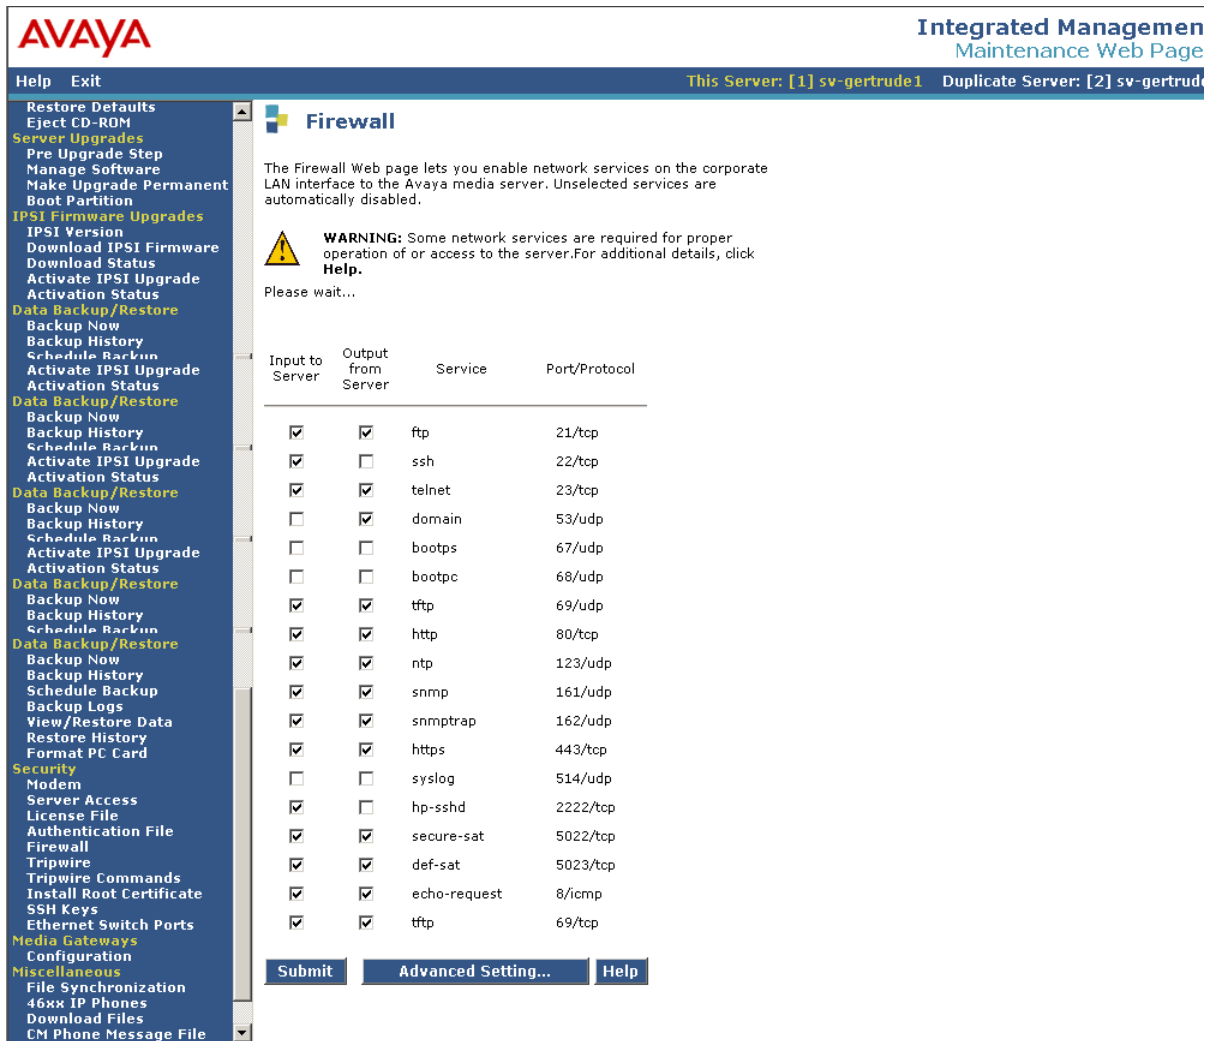 AVAYA
Integrated Managemen
Maintenance Web Page
Help Exit
This Server: [1] sv-gertrude1 Duplicate Server: [2] sv-gertrud
Restore Defaults
Eject CD-ROM
Server Upgrades
Pre Upgrade Step
Manage Software
Make Upgrade Permanent
Boot Partition
IPSI Firmware Upgrades
IPSI Version
Download IPSI Firmware
Download Status
Activate IPSI Upgrade
Activation Status
Data Backup/Restore
Backup Now
Backup History
Schedule Backup
Activate IPSI Upgrade
Activation Status
Data Backup/Restore
Backup Now
Backup History
Schedule Backup
Activate IPSI Upgrade
Activation Status
Data Backup/Restore
Backup Now
Backup History
Schedule Backup
Activate IPSI Upgrade
Activation Status
Data Backup/Restore
Backup Now
Backup History
Schedule Backup
Data Backup/Restore
Backup Now
Backup History
Schedule Backup
Backup Logs
View/Restore Data
Restore History
Format PC Card
Security
Modem
Server Access
License File
Authentication File
Firewall
Tripwire
Tripwire Commands
Install Root Certificate
SSH Keys
Ethernet Switch Ports
Media Gateways
Configuration
Miscellaneous
File Synchronization
46xx IP Phones
Download Files
CM Phone Message File
Firewall
The Firewall Web page lets you enable network services on the corporate
LAN interface to the Avaya media server. Unselected services are
automatically disabled.
WARNING: Some network services are required for proper
operation of or access to the server.For additional details, click
Help.
Please wait...
Input to Server Output from Server Service Port/Protocol
ftp 21/tcp
ssh 22/tcp
telnet 23/tcp
domain 53/udp
bootps 67/udp
bootpc 68/udp
tftp 69/udp
http 80/tcp
ntp 123/udp
snmp 161/udp
snmptrap 162/udp
https 443/tcp
syslog 514/udp
hp-sshd 2222/tcp
secure-sat 5022/tcp
def-sat 5023/tcp
echo-request 8/icmp
tftp 69/tcp
Submit Advanced Setting... Help